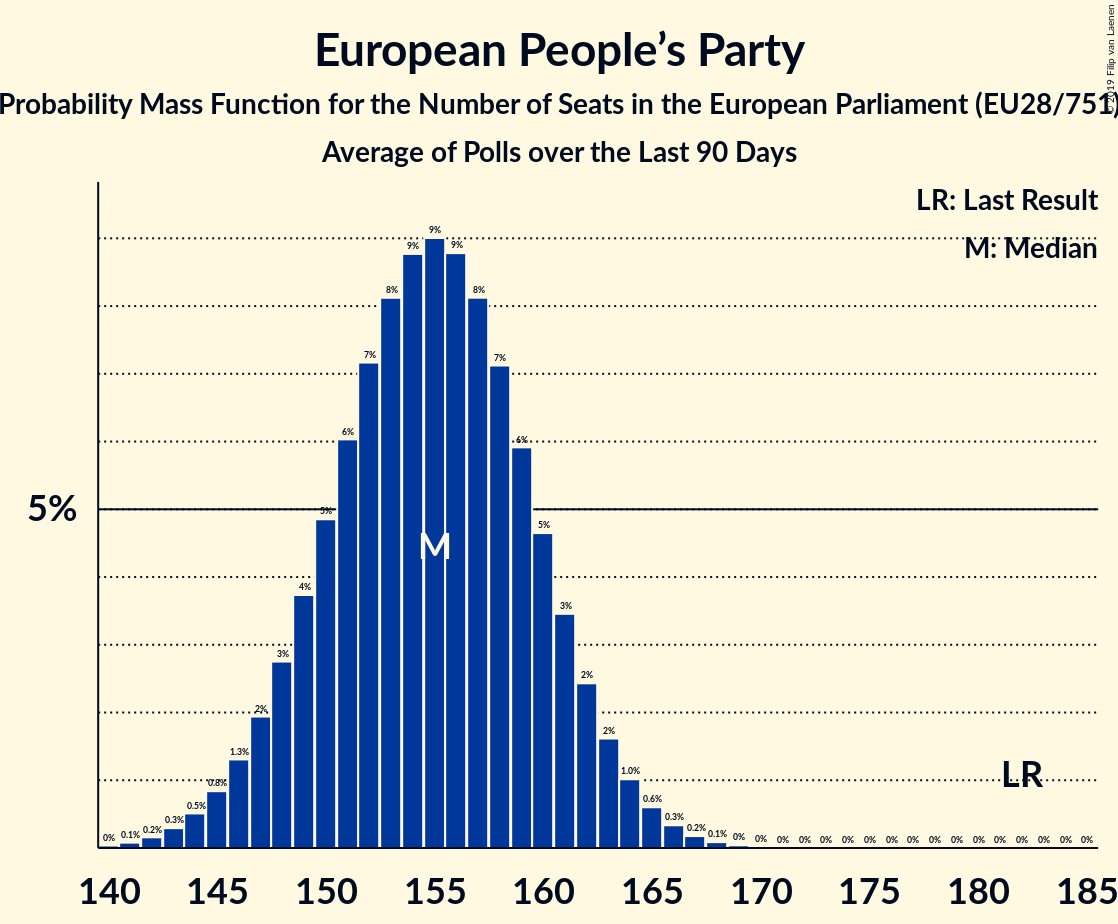 European People’s Party
Probability Mass Function for the Number of Seats in the European Parliament (EU28/751)
Average of Polls over the Last 90 Days
© 2019 Filip van Laenen
LR: Last Result
M: Median
5%
0% 0.1% 0.2% 0.3% 0.5% 0.8% 1.3% 2% 3% 4% 5% 6% 7% 8% 9% 9% 9% 8% 7% 6% 5% 3% 2% 2% 1.0% 0.6% 0.3% 0.2% 0.1% 0% 0% 0% 0% 0% 0% 0% 0% 0% 0% 0% 0% 0% 0% 0% 0% 0%
M
LR
140 145 150 155 160 165 170 175 180 185